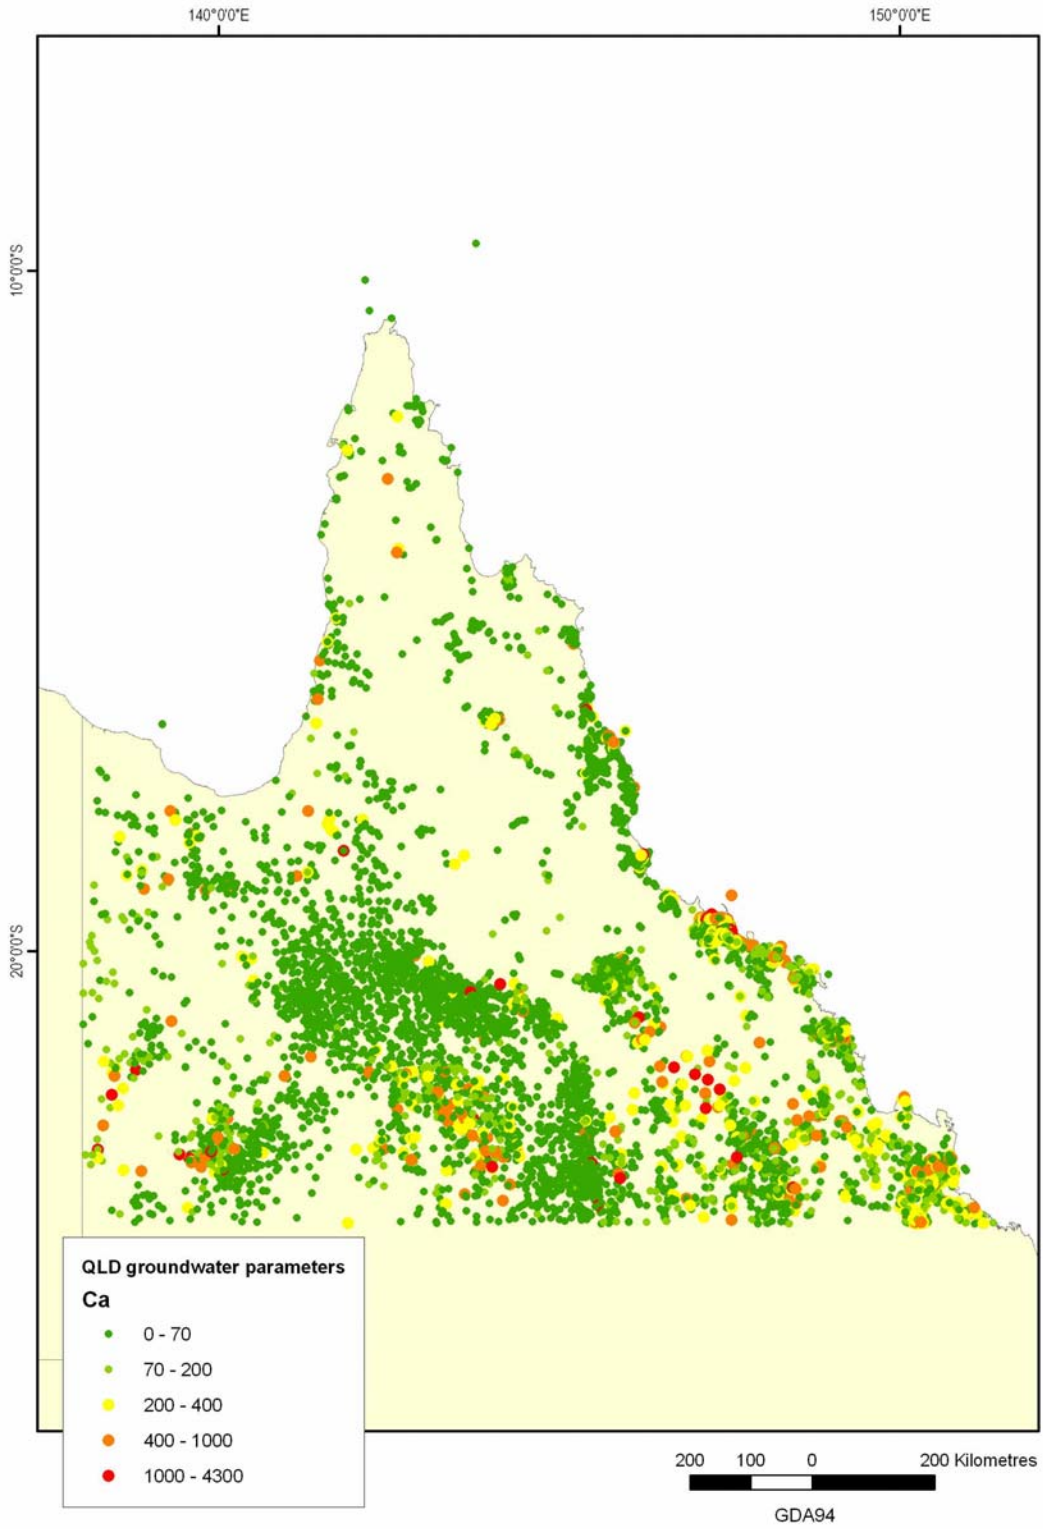 140°0'0"E
150°0'0"E
10°0'0"S
20°0'0"S
QLD groundwater parameters
Ca
0 - 70
70 - 200
200 - 400
400 - 1000
1000 - 4300
200 100 0 200 Kilometres
GDA94